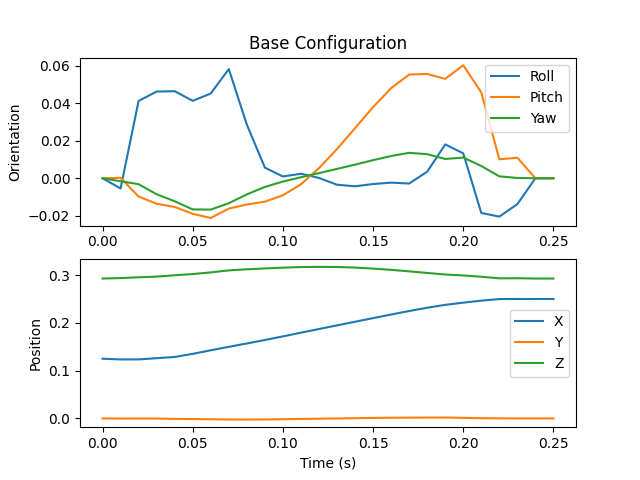 Base Configuration
Orientation
0.06
0.04
0.02
0.00
−0.02
Roll
Pitch
Yaw
0.00 0.05 0.10 0.15 0.20 0.25
Position
0.3
0.2
0.1
0.0
X
Y
Z
0.00 0.05 0.10 0.15 0.20 0.25
Time (s)